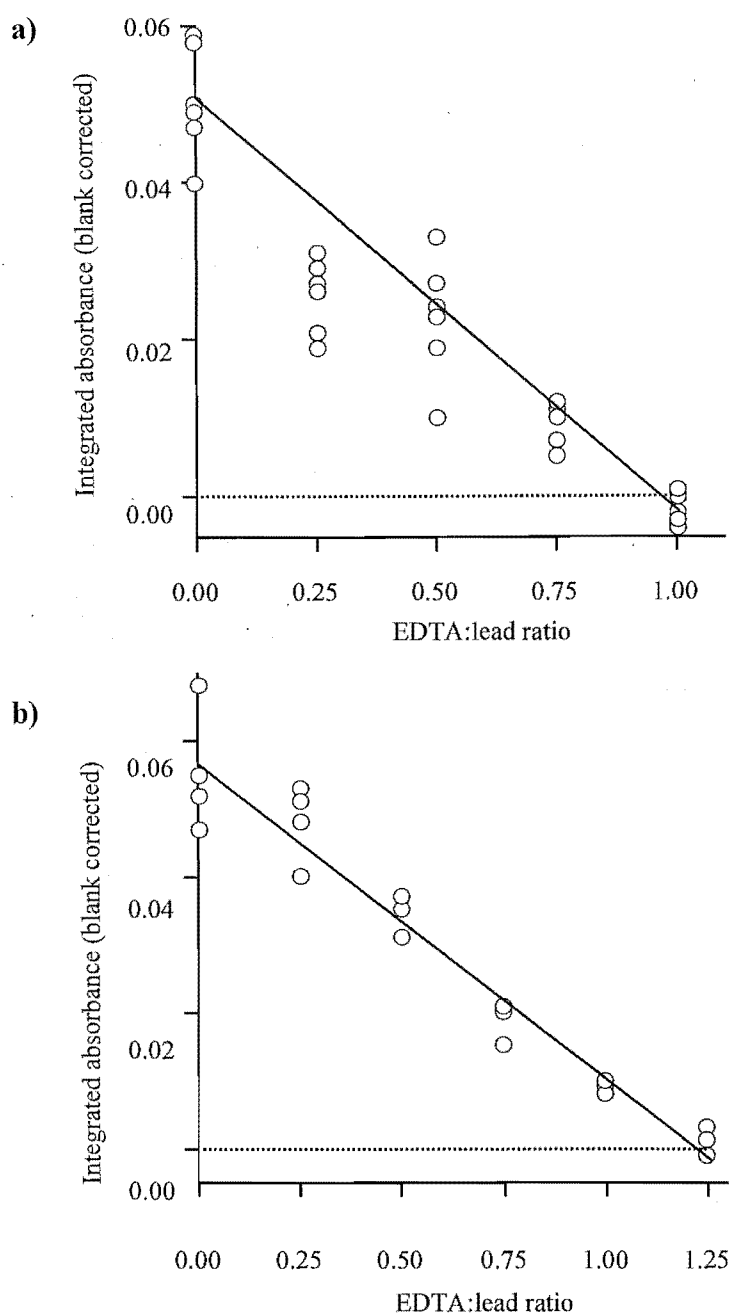 a)
Integrated absorbance (blank corrected)
0.06
0.04
0.02
0.00
0.00 0.25 0.50 0.75 1.00
EDTA:lead ratio
b)
Integrated absorbance (blank corrected)
0.06
0.04
0.02
0.00
0.00 0.25 0.50 0.75 1.00 1.25
EDTA:lead ratio